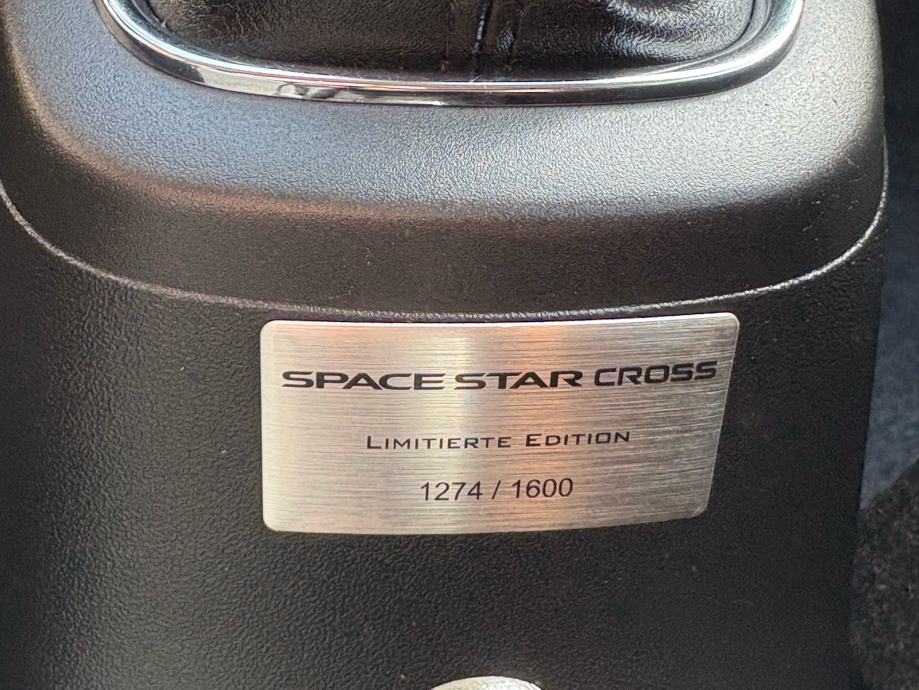 SPACE STAR CROSS
LIMITIERTE EDITION
1274 / 1600